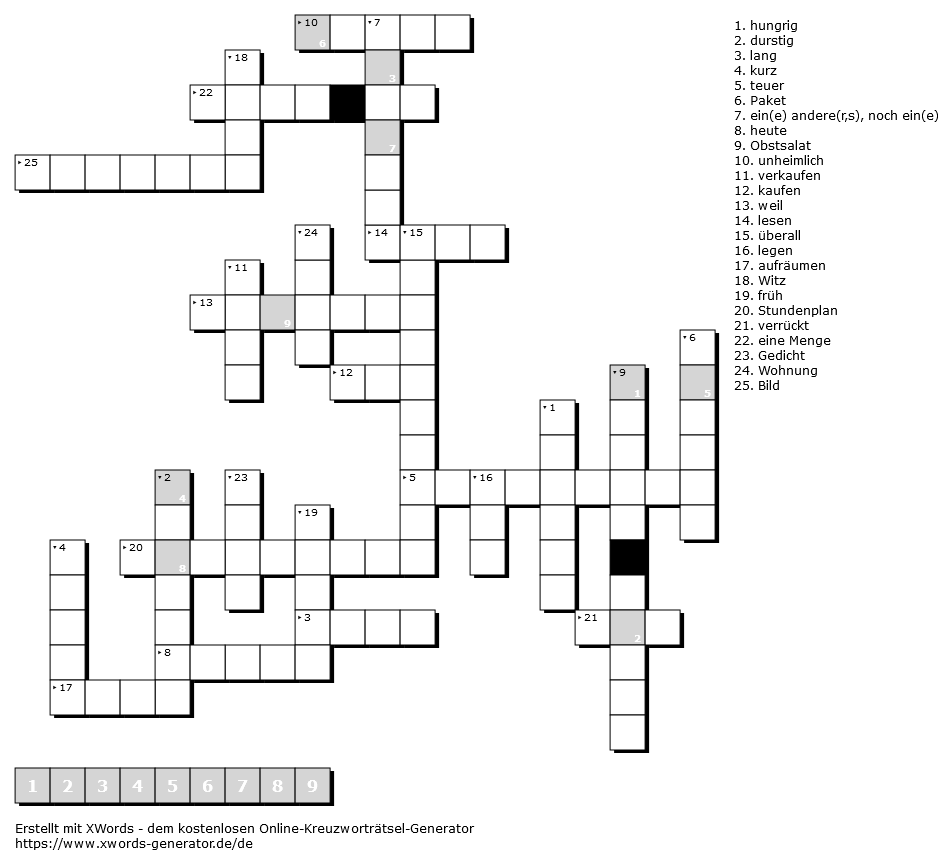 10 7
6
18
3
22
7
25
24 14 15
11
13
9
6
12 9
1 5
1
2 23 5 16
4
19
4 20
8
3 21
2
8
17
1 2 3 4 5 6 7 8 9
1. hungrig
2. durstig
3. lang
4. kurz
5. teuer
6. Paket
7. ein(e) andere(r,s), noch ein(e)
8. heute
9. Obstsalat
10. unheimlich
11. verkaufen
12. kaufen
13. weil
14. lesen
15. überall
16. legen
17. aufräumen
18. Witz
19. früh
20. Stundenplan
21. verrückt
22. eine Menge
23. Gedicht
24. Wohnung
25. Bild
Erstellt mit XWords - dem kostenlosen Online-Kreuzworträtsel-Generator
https://www.xwords-generator.de/de